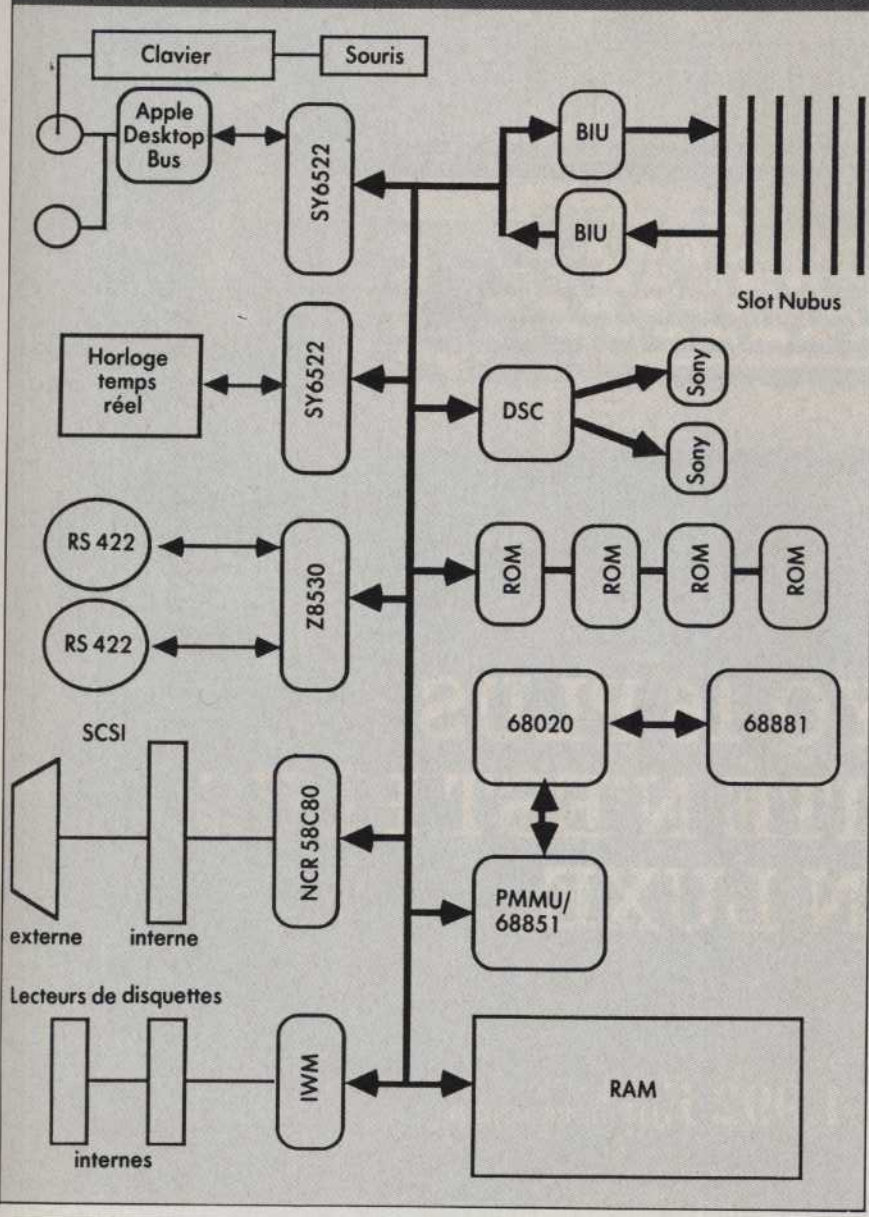 Clavier
Souris
Apple
Desktop
Bus
SY6522
BIU
BIU
Slot Nubus
Horloge
temps
réel
SY6522
DSC
Sony
Sony
RS 422
RS 422
Z8530
ROM
ROM
ROM
ROM
SCSI
externe
interne
NCR 58C80
68020
68881
PMMU/
68851
Lecteurs de disquettes
internes
IWM
RAM